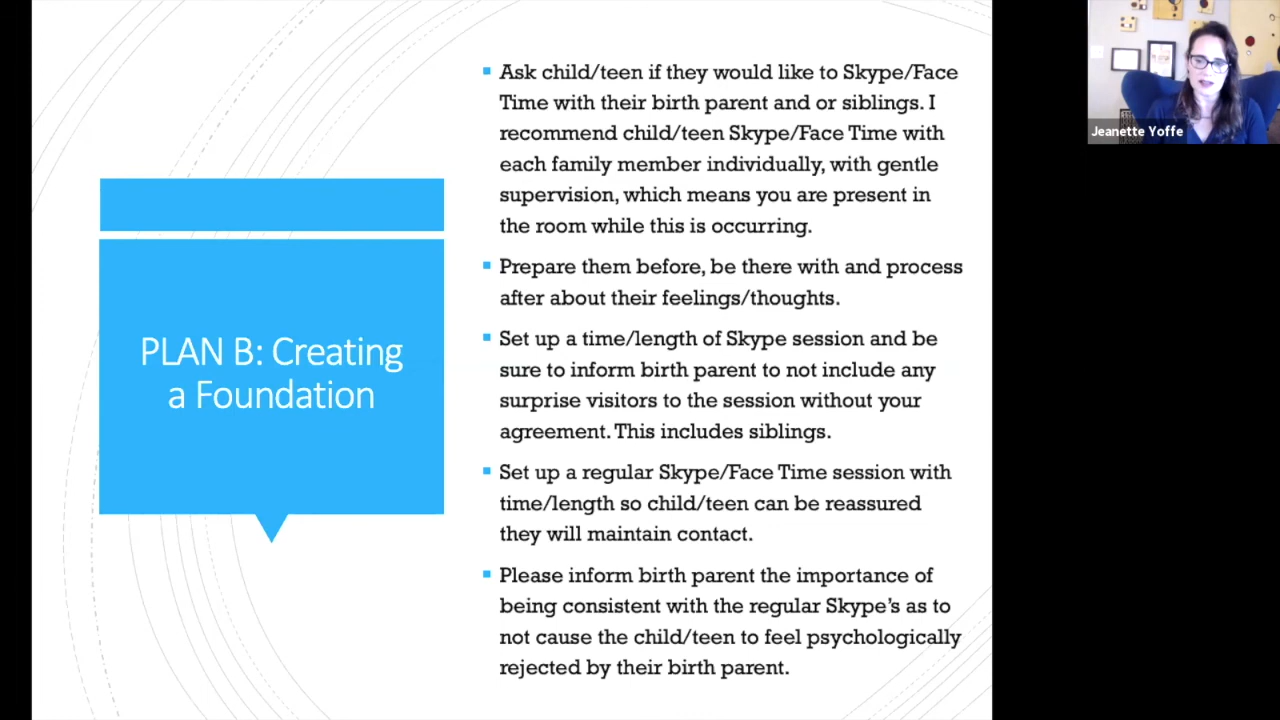 PLAN B: Creating
a Foundation
Ask child/teen if they would like to Skype/Face
Time with their birth parent and or siblings. I
recommend child/teen Skype/Face Time with
each family member individually, with gentle
supervision, which means you are present in
the room while this is occurring.
Prepare them before, be there with and process
after about their feelings/thoughts.
Set up a time/length of Skype session and be
sure to inform birth parent to not include any
surprise visitors to the session without your
agreement. This includes siblings.
Set up a regular Skype/Face Time session with
time/length so child/teen can be reassured
they will maintain contact.
Please inform birth parent the importance of
being consistent with the regular Skype’s as to
not cause the child/teen to feel psychologically
rejected by their birth parent.
Jeanette Yoffe